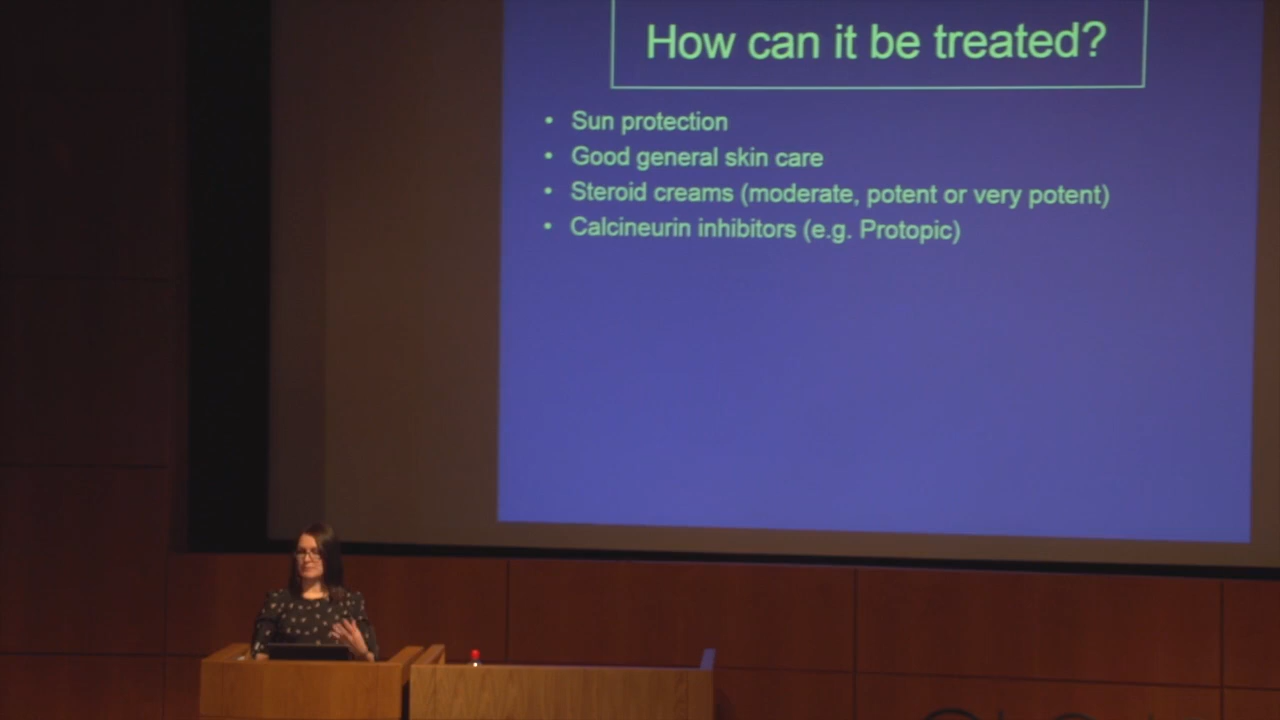 How can it be treated?
• Sun protection
• Good general skin care
• Steroid creams (moderate, potent or very potent)
• Calcineurin inhibitors (e.g. Protopic)